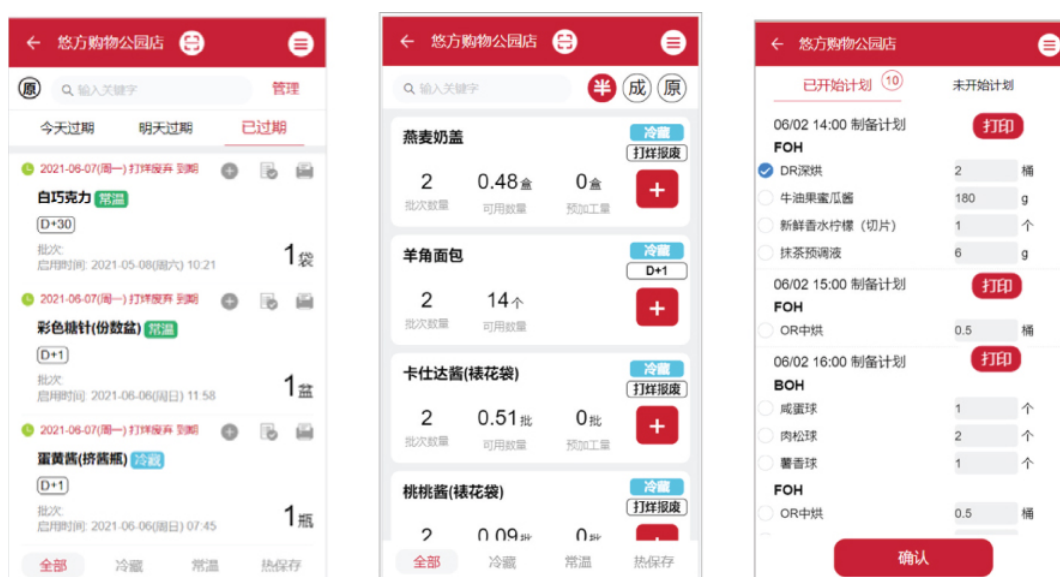 悠方购物公园店
原
输入关键字
管理
今天过期 明天过期 已过期
2021-06-07(周一) 打烊废弃 到期
白巧克力 常温
D+30
批次:
启用时间: 2021-05-08(周六) 10:21
1袋
2021-06-07(周一) 打烊废弃 到期
彩色糖针(份数盆) 常温
D+1
批次:
启用时间: 2021-06-06(周日) 11:58
1盆
2021-06-07(周一) 打烊废弃 到期
蛋黄酱(挤酱瓶) 冷藏
D+1
批次:
启用时间: 2021-06-06(周日) 07:45
1瓶
全部 冷藏 常温 热保存
悠方购物公园店
输入关键字
半 成 原
燕麦奶盖
冷藏
打烊报废
2 0.48盒 0盒
批次数量 可用数量 预加工量
羊角面包
冷藏
D+1
2 14个
批次数量 可用数量
卡仕达酱(裱花袋)
冷藏
打烊报废
2 0.51批 0批
批次数量 可用数量 预加工量
桃桃酱(裱花袋)
冷藏
打烊报废
2 0.09批 0批
全部 冷藏 常温 热保存
悠方购物公园店
已开始计划 10 未开始计划
06/02 14:00 制备计划 打印
FOH
DR深烘 2 桶
牛油果蜜瓜酱 180 g
新鲜香水柠檬（切片） 1 个
抹茶预调液 6 g
06/02 15:00 制备计划 打印
FOH
OR中烘 0.5 桶
06/02 16:00 制备计划 打印
BOH
咸蛋球 1 个
肉松球 2 个
薯香球 1 个
FOH
OR中烘 0.5 桶
确认